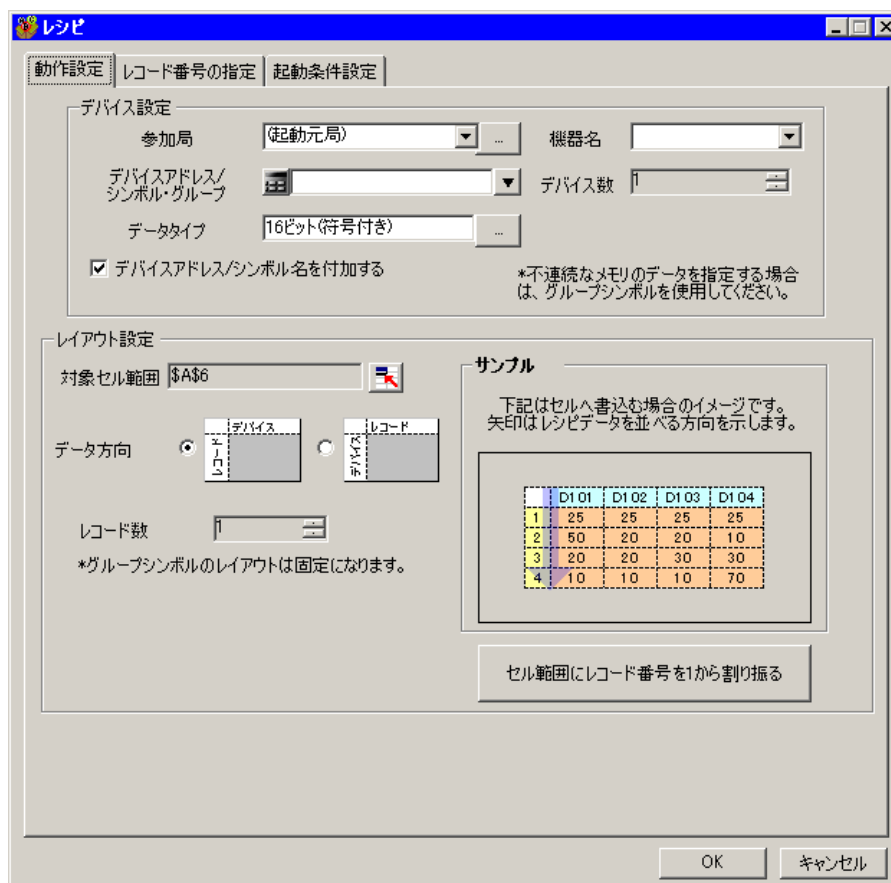 レシピ
動作設定 レコード番号の指定 起動条件設定
デバイス設定
参加局 (起動元局) ... 機器名
デバイスアドレス/
シンボル・グループ デバイス数 1
データタイプ 16ビット(符号付き) ...
デバイスアドレス/シンボル名を付加する
*不連続なメモリのデータを指定する場合
は、グループシンボルを使用してください。
レイアウト設定
対象セル範囲 $A$6
データ方向 デバイス レコード レコード デバイス
レコード数 1
*グループシンボルのレイアウトは固定になります。
サンプル
下記はセルへ書込む場合のイメージです。
矢印はレシピデータを並べる方向を示します。
D101 D102 D103 D104
1 25 25 25 25
2 50 20 20 10
3 20 20 30 30
4 10 10 10 70
セル範囲にレコード番号を1から割り振る
OK キャンセル